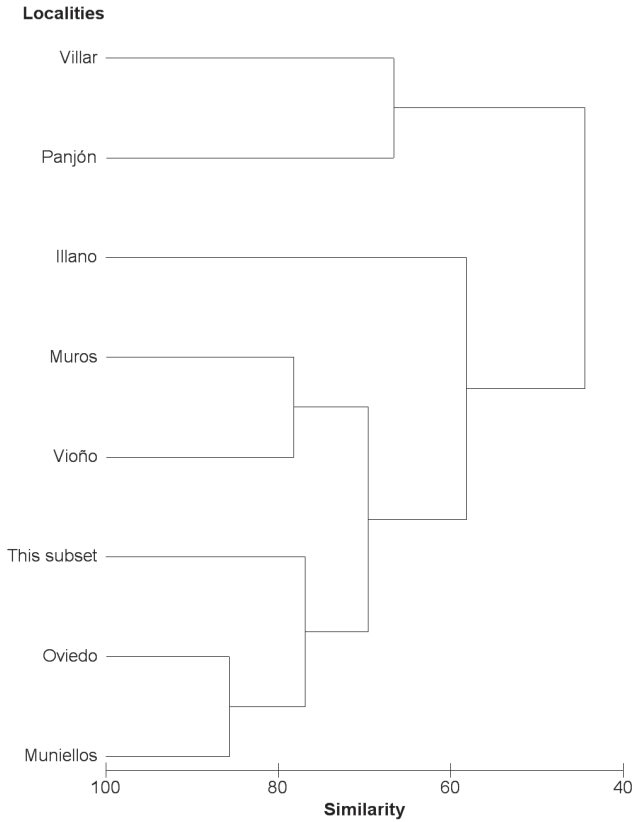 Localities
Villar
Panjón
Illano
Muros
Vioño
This subset
Oviedo
Muniellos
100 80 60 40
Similarity